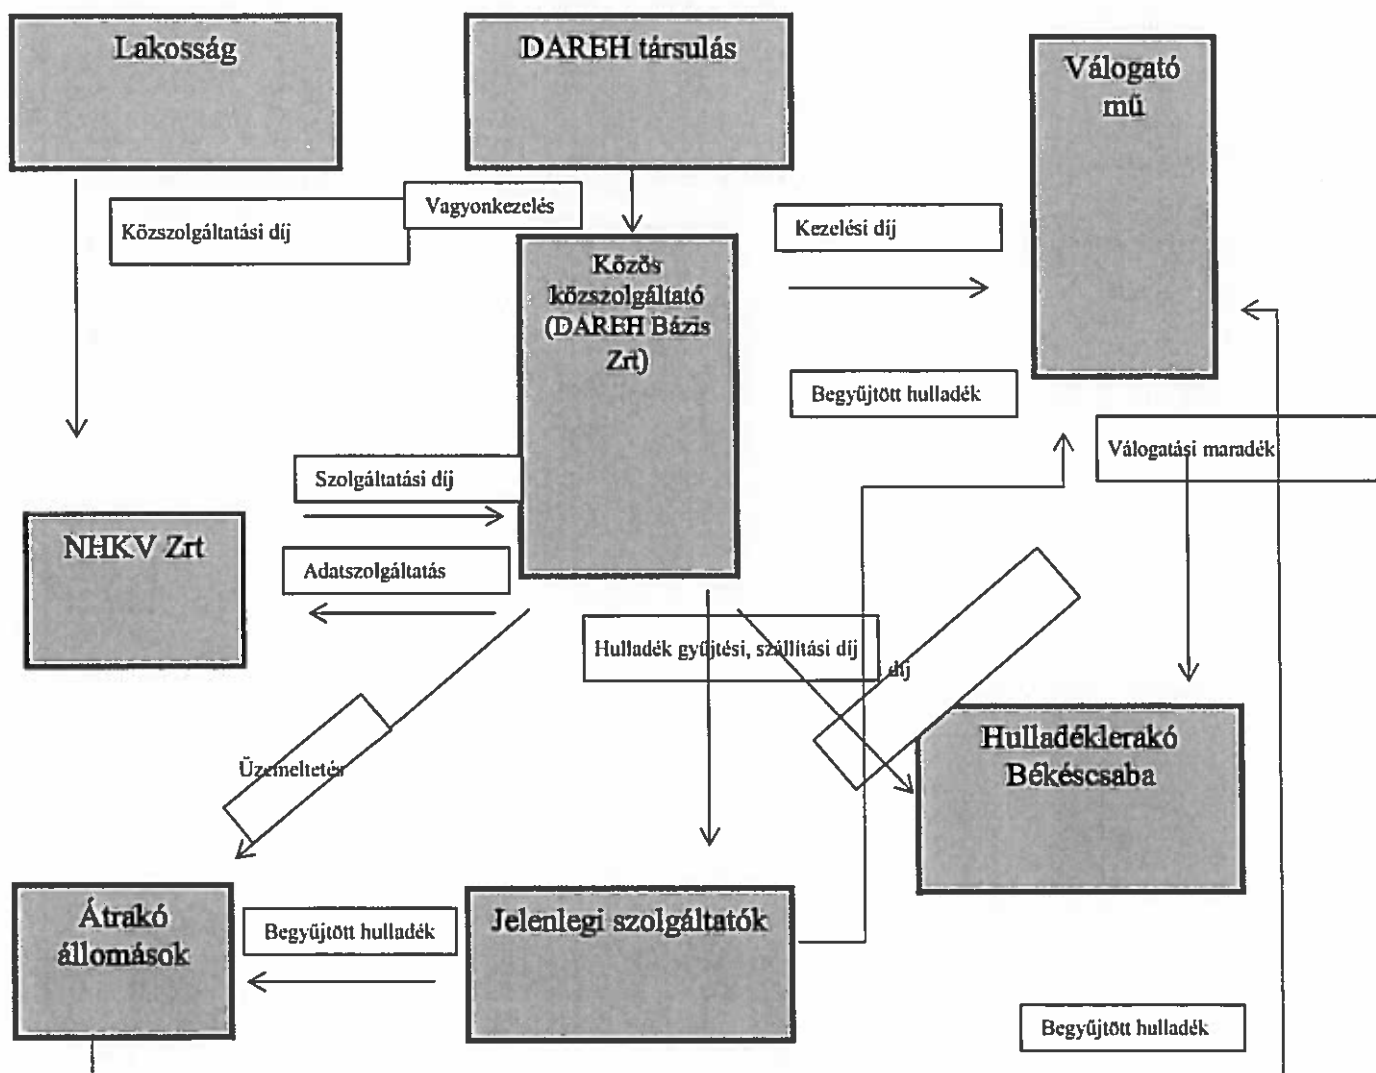 Lakosság
DAREH társulás
Válogató
mű
Vagyonkezelés
Közszolgáltatási díj
Kezelési díj
Közös
közszolgáltató
(DAREH Bázis
Zrt)
Begyűjtött hulladék
Válogatási maradék
Szolgáltatási díj
NHKV Zrt
Adatszolgáltatás
Hulladék gyűjtési, szállítási díj
díj
Hulladéklerakó
Békéscsaba
Üzemeltetés
Átrakó
állomások
Begyűjtött hulladék
Jelenlegi szolgáltatók
Begyűjtött hulladék